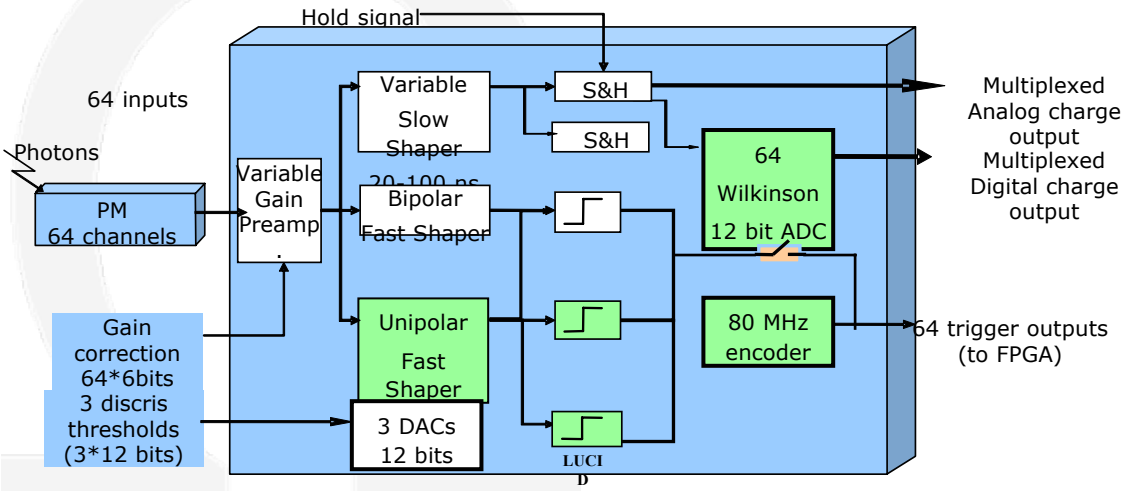 Hold signal
64 inputs
Photons
PM
64 channels
Variable
Gain
Preamp
.
Gain
correction
64*6bits
3 discris
thresholds
(3*12 bits)
Variable
Slow
Shaper
20-100 ns
Bipolar
Fast Shaper
Unipolar
Fast
Shaper
3 DACs
12 bits
S&H
S&H
LUCI
D
64
Wilkinson
12 bit ADC
80 MHz
encoder
Multiplexed
Analog charge
output
Multiplexed
Digital charge
output
64 trigger outputs
(to FPGA)